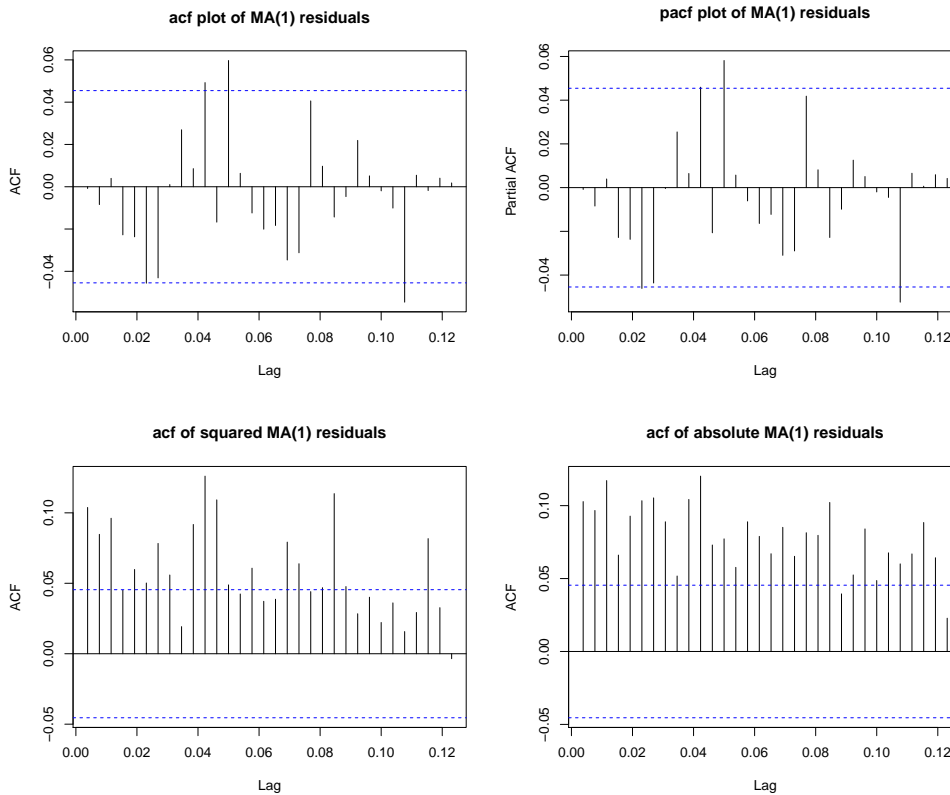 acf plot of MA(1) residuals
ACF
0.06
0.04
0.02
0.00
−0.04
0.00 0.02 0.04 0.06 0.08 0.10 0.12
Lag
pacf plot of MA(1) residuals
Partial ACF
0.06
0.04
0.02
0.00
−0.04
0.00 0.02 0.04 0.06 0.08 0.10 0.12
Lag
acf of squared MA(1) residuals
ACF
0.10
0.05
0.00
−0.05
0.00 0.02 0.04 0.06 0.08 0.10 0.12
Lag
acf of absolute MA(1) residuals
ACF
0.10
0.05
0.00
−0.05
0.00 0.02 0.04 0.06 0.08 0.10 0.12
Lag